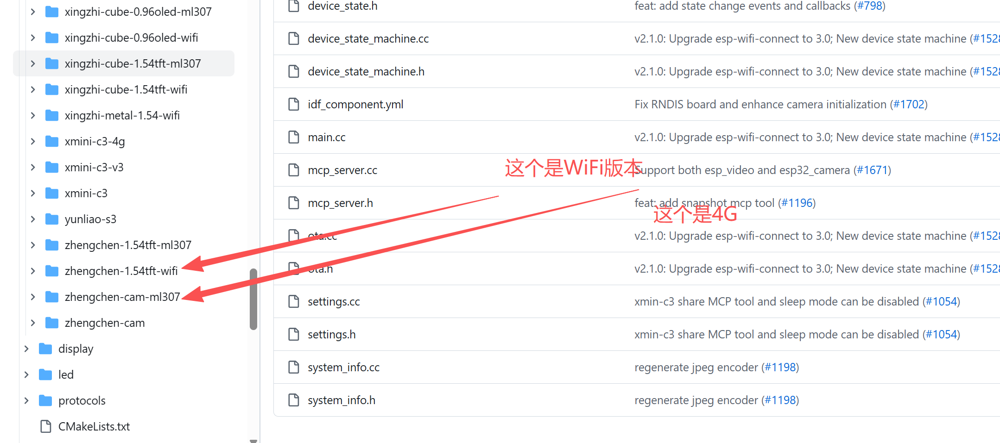 xingzhi-cube-0.96oled-ml307
xingzhi-cube-0.96oled-wifi
xingzhi-cube-1.54tft-ml307
xingzhi-cube-1.54tft-wifi
xingzhi-metal-1.54-wifi
xmini-c3-4g
xmini-c3-v3
xmini-c3
yunliao-s3
zhengchen-1.54tft-ml307
zhengchen-1.54tft-wifi
zhengchen-cam-ml307
zhengchen-cam
display
led
protocols
CMakeLists.txt
device_state.h feat: add state change events and callbacks (#798)
device_state_machine.cc v2.1.0: Upgrade esp-wifi-connect to 3.0; New device state machine (#1528
device_state_machine.h v2.1.0: Upgrade esp-wifi-connect to 3.0; New device state machine (#1528
idf_component.yml Fix RNDIS board and enhance camera initialization (#1702)
main.cc v2.1.0: Upgrade esp-wifi-connect to 3.0; New device state machine (#1528
这个是WiFi版本
mcp_server.cc Support both esp_video and esp32_camera (#1671)
mcp_server.h feat: add snapshot mcp tool (#1196)
这个是4G
ota.cc v2.1.0: Upgrade esp-wifi-connect to 3.0; New device state machine (#1528
ota.h v2.1.0: Upgrade esp-wifi-connect to 3.0; New device state machine (#1528
settings.cc xmin-c3 share MCP tool and sleep mode can be disabled (#1054)
settings.h xmin-c3 share MCP tool and sleep mode can be disabled (#1054)
system_info.cc regenerate jpeg encoder (#1198)
system_info.h regenerate jpeg encoder (#1198)